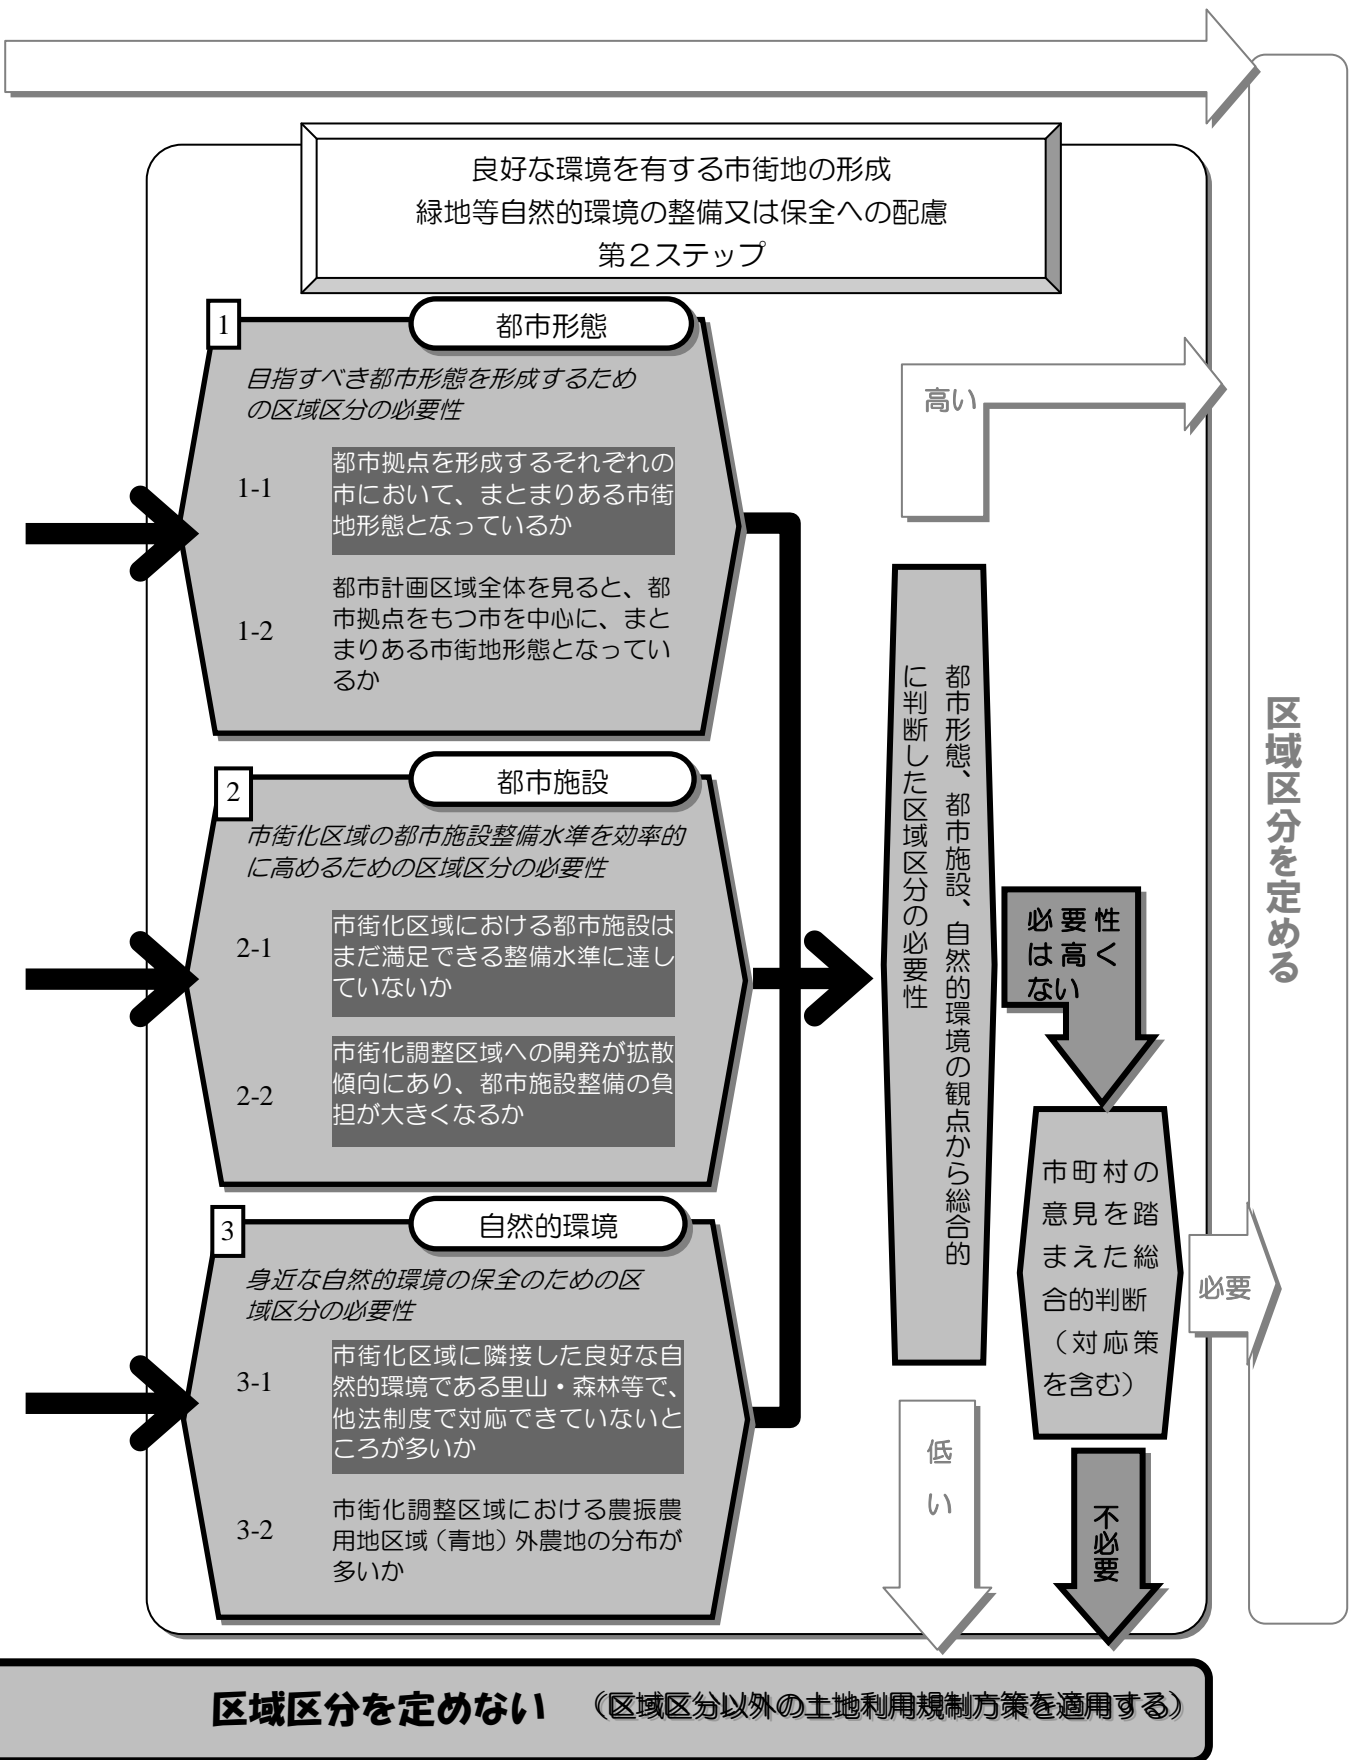 良好な環境を有する市街地の形成
緑地等自然的環境の整備又は保全への配慮
第２ステップ
1
都市形態
目指すべき都市形態を形成するため
の区域区分の必要性
1-1
都市拠点を形成するそれぞれの
市において、まとまりある市街
地形態となっているか
1-2
都市計画区域全体を見ると、都
市拠点をもつ市を中心に、まと
まりある市街地形態となってい
るか
2
都市施設
市街化区域の都市施設整備水準を効率的
に高めるための区域区分の必要性
2-1
市街化区域における都市施設は
まだ満足できる整備水準に達し
ていないか
2-2
市街化調整区域への開発が拡散
傾向にあり、都市施設整備の負
担が大きくなるか
3
自然的環境
身近な自然的環境の保全のための区
域区分の必要性
3-1
市街化区域に隣接した良好な自
然的環境である里山・森林等で、
他法制度で対応できていないと
ころが多いか
3-2
市街化調整区域における農振農
用地区域（青地）外農地の分布が
多いか
都市形態、都市施設、自然的環境の観点から総合的
に判断した区域区分の必要性
高い
必要性
は高く
ない
低
い
市町村の
意見を踏
まえた総
合的判断
（対応策
を含む）
必要
不必要
区域区分を定める
区域区分を定めない （区域区分以外の土地利用規制方策を適用する）